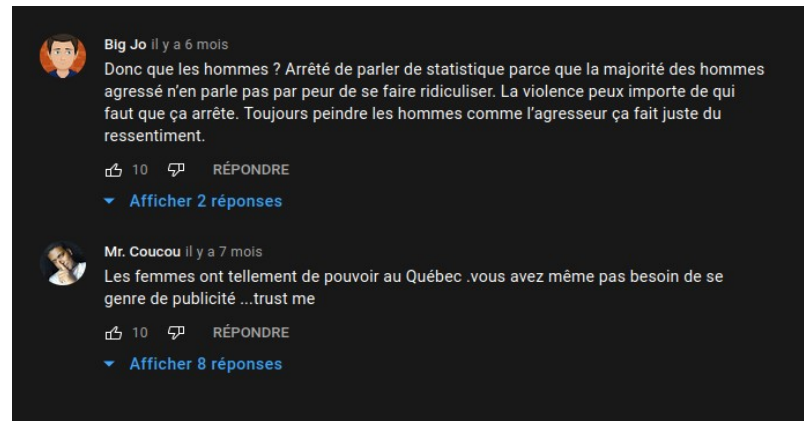 Big Jo il y a 6 mois
Donc que les hommes ? Arrêté de parler de statistique parce que la majorité des hommes
agressé n'en parle pas par peur de se faire ridiculiser. La violence peux importe de qui
faut que ça arrête. Toujours peindre les hommes comme l'agresseur ça fait juste du
ressentiment.
10 RÉPONDRE
Afficher 2 réponses
Mr. Coucou il y a 7 mois
Les femmes ont tellement de pouvoir au Québec .vous avez même pas besoin de se
genre de publicité ...trust me
10 RÉPONDRE
Afficher 8 réponses